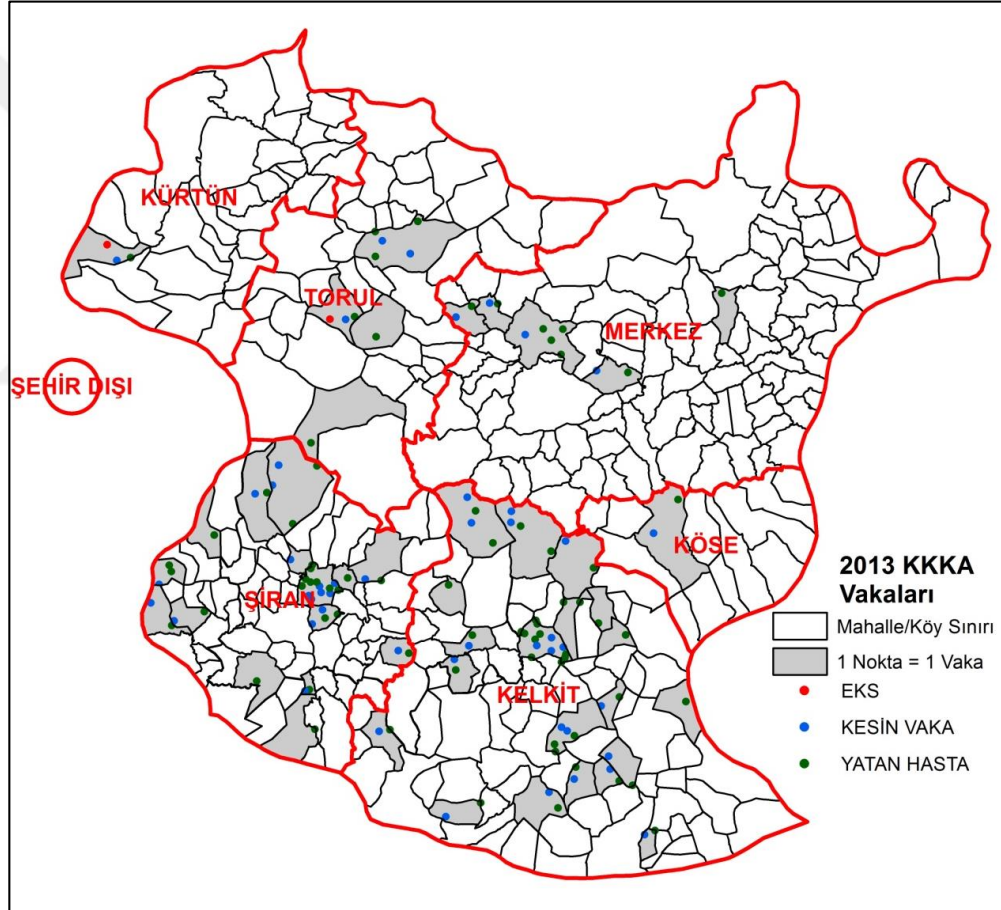 KÜRTÜN
TORUL
MERKEZ
ŞEHİR DIŞI
KÖSE
ŞİRAN
KELKİT
2013 KKKA
Vakaları
Mahalle/Köy Sınırı
1 Nokta = 1 Vaka
EKS
KESİN VAKA
YATAN HASTA